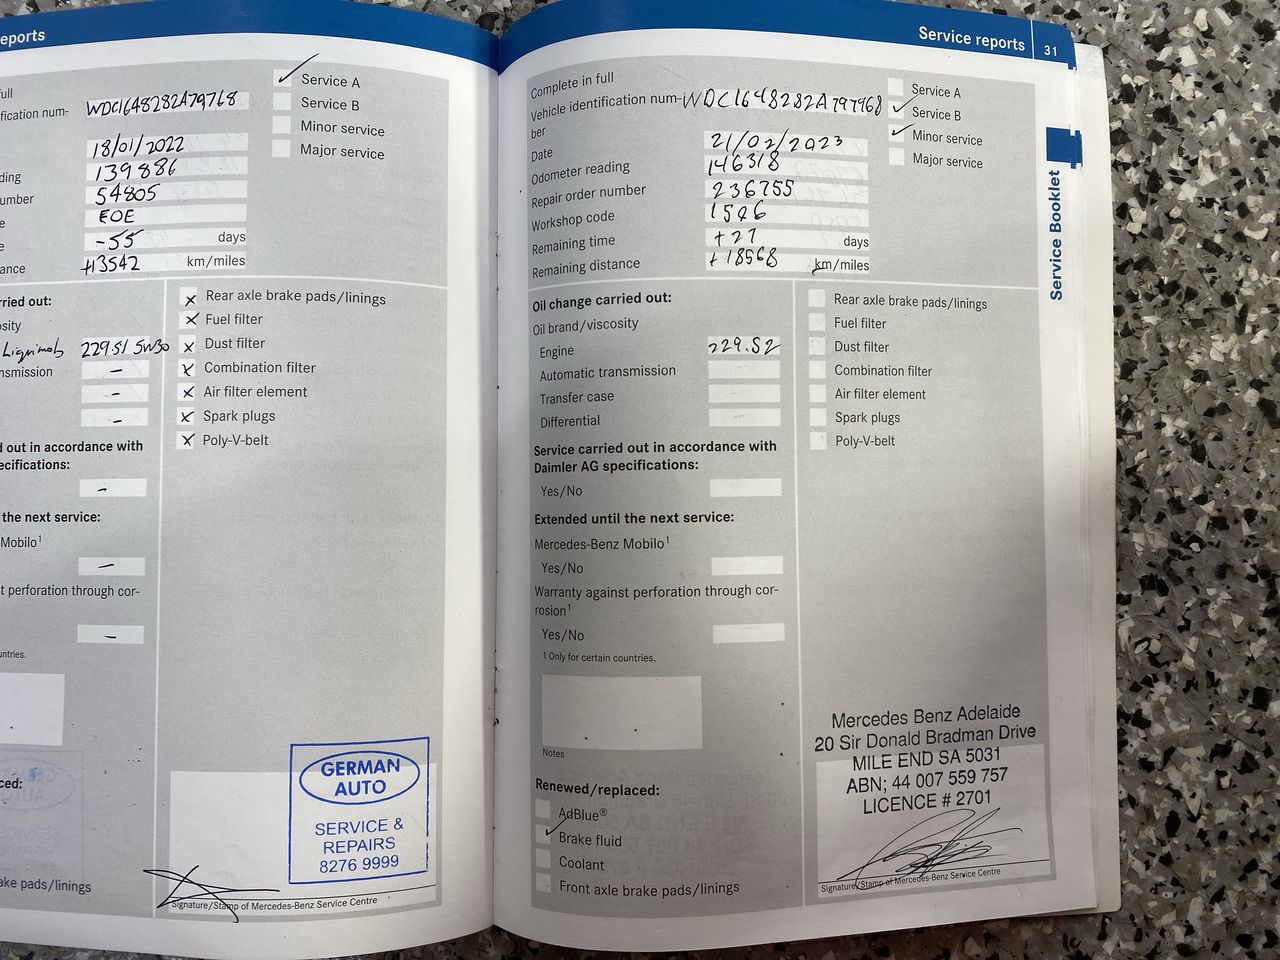 eports
full
fication num- WDC1648282A79768
18/01/2022
ding 139886
umber 54805
e EOE
e -55 days
ance +13542 km/miles
Service A
Service B
Minor service
Major service
rried out:
sity
Liquimob 229.51 5W30
nsmission -
-
-
d out in accordance with
ecifications:
-
the next service:
Mobilo¹
-
t perforation through cor-
-
untries.
ced:
ake pads/linings
x Rear axle brake pads/linings
x Fuel filter
x Dust filter
x Combination filter
x Air filter element
x Spark plugs
x Poly-V-belt
GERMAN
AUTO
SERVICE &
REPAIRS
8276 9999
Signature/Stamp of Mercedes-Benz Service Centre
Service reports 31
Service Booklet
Complete in full
Vehicle identification num- WDC1648282A797968
ber
Date 21/02/2023
Odometer reading 146318
Repair order number 236755
Workshop code 1526
Remaining time +27 days
Remaining distance +18568 km/miles
Service A
Service B
Minor service
Major service
Oil change carried out:
Oil brand/viscosity
Engine 229.52
Automatic transmission
Transfer case
Differential
Service carried out in accordance with
Daimler AG specifications:
Yes/No
Extended until the next service:
Mercedes-Benz Mobilo¹
Yes/No
Warranty against perforation through cor-
rosion¹
Yes/No
¹ Only for certain countries.
Notes
Renewed/replaced:
AdBlue®
Brake fluid
Coolant
Front axle brake pads/linings
Rear axle brake pads/linings
Fuel filter
Dust filter
Combination filter
Air filter element
Spark plugs
Poly-V-belt
Mercedes Benz Adelaide
20 Sir Donald Bradman Drive
MILE END SA 5031
ABN; 44 007 559 757
LICENCE # 2701
Signature/Stamp of Mercedes-Benz Service Centre